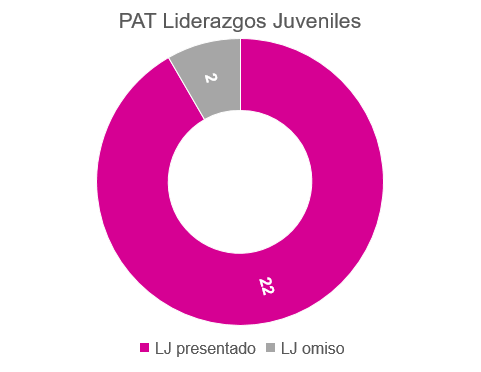 PAT Liderazgos Juveniles
2
22
LJ presentado LJ omiso